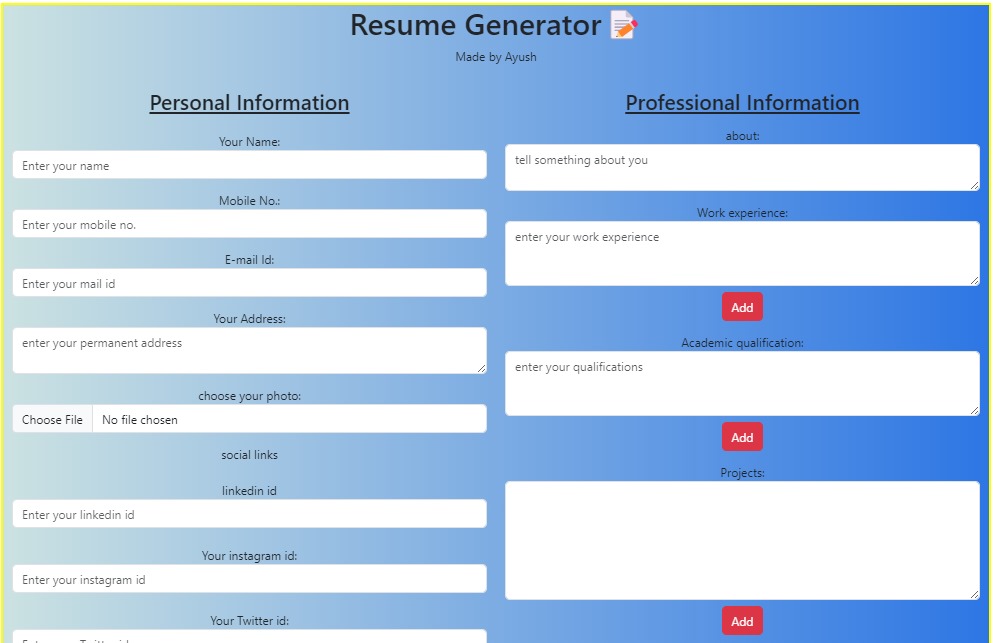 Resume Generator 📝
Made by Ayush
Personal Information
Your Name:
Enter your name
Mobile No.:
Enter your mobile no.
E-mail Id:
Enter your mail id
Your Address:
enter your permanent address
choose your photo:
Choose File No file chosen
social links
linkedin id
Enter your linkedin id
Your instagram id:
Enter your instagram id
Your Twitter id:
Professional Information
about:
tell something about you
Work experience:
enter your work experience
Add
Academic qualification:
enter your qualifications
Add
Projects:
Add